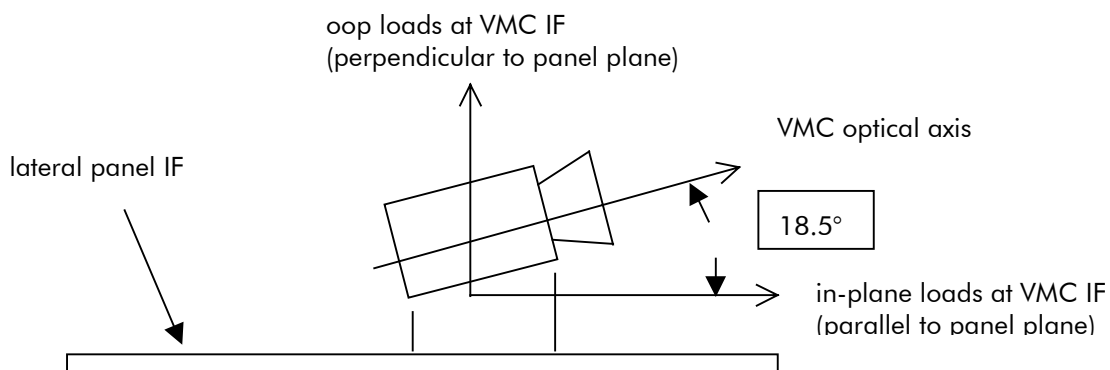 oop loads at VMC IF
(perpendicular to panel plane)
VMC optical axis
lateral panel IF
18.5°
in-plane loads at VMC IF
(parallel to panel plane)